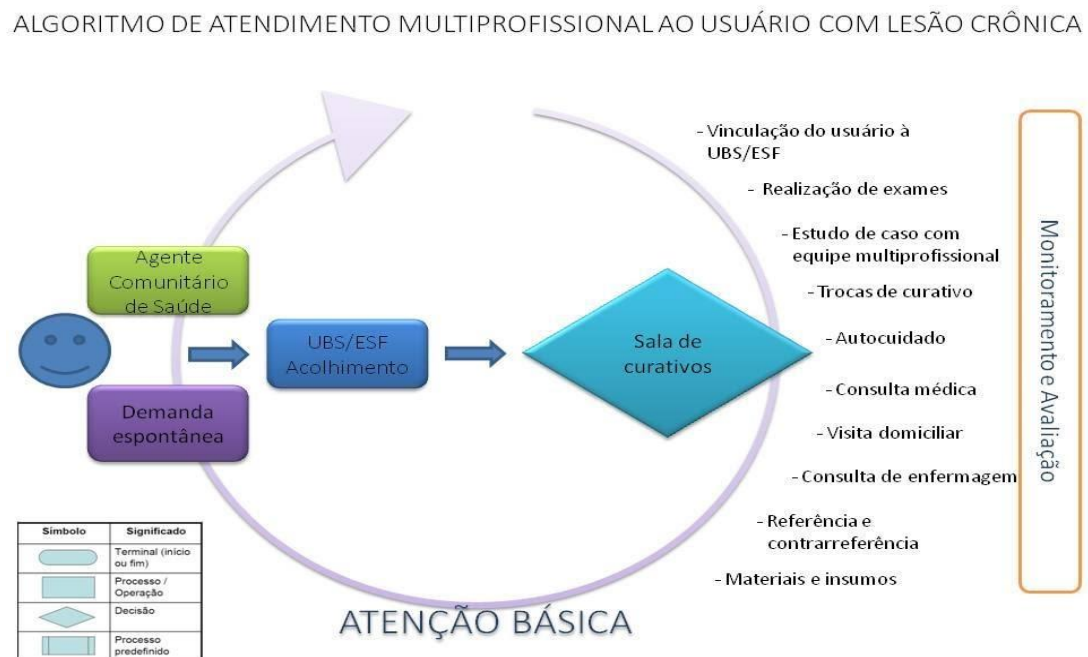 ALGORITMO DE ATENDIMENTO MULTIPROFISSIONAL AO USUÁRIO COM LESÃO CRÔNICA
Agente
Comunitário
de Saúde
Demanda
espontânea
UBS/ESF
Acolhimento
Sala de
curativos
- Vinculação do usuário à
UBS/ESF
- Realização de exames
- Estudo de caso com
equipe multiprofissional
- Trocas de curativo
- Autocuidado
- Consulta médica
- Visita domiciliar
- Consulta de enfermagem
- Referência e
contrarreferência
- Materiais e insumos
Monitoramento e Avaliação
ATENÇÃO BÁSICA
Símbolo Significado
Terminal (início
ou fim)
Processo /
Operação
Decisão
Processo
predefinido